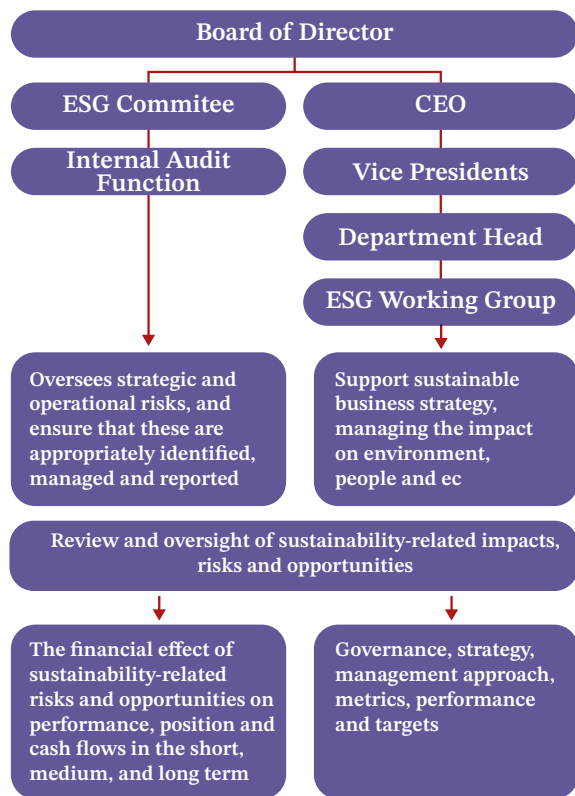 Board of Director
ESG Commitee
CEO
Internal Audit
Function
Vice Presidents
Department Head
ESG Working Group
Oversees strategic and
operational risks, and
ensure that these are
appropriately identified,
managed and reported
Support sustainable
business strategy,
managing the impact
on environment,
people and ec
Review and oversight of sustainability-related impacts,
risks and opportunities
The financial effect of
sustainability-related
risks and opportunities on
performance, position and
cash flows in the short,
medium, and long term
Governance, strategy,
management approach,
metrics, performance
and targets